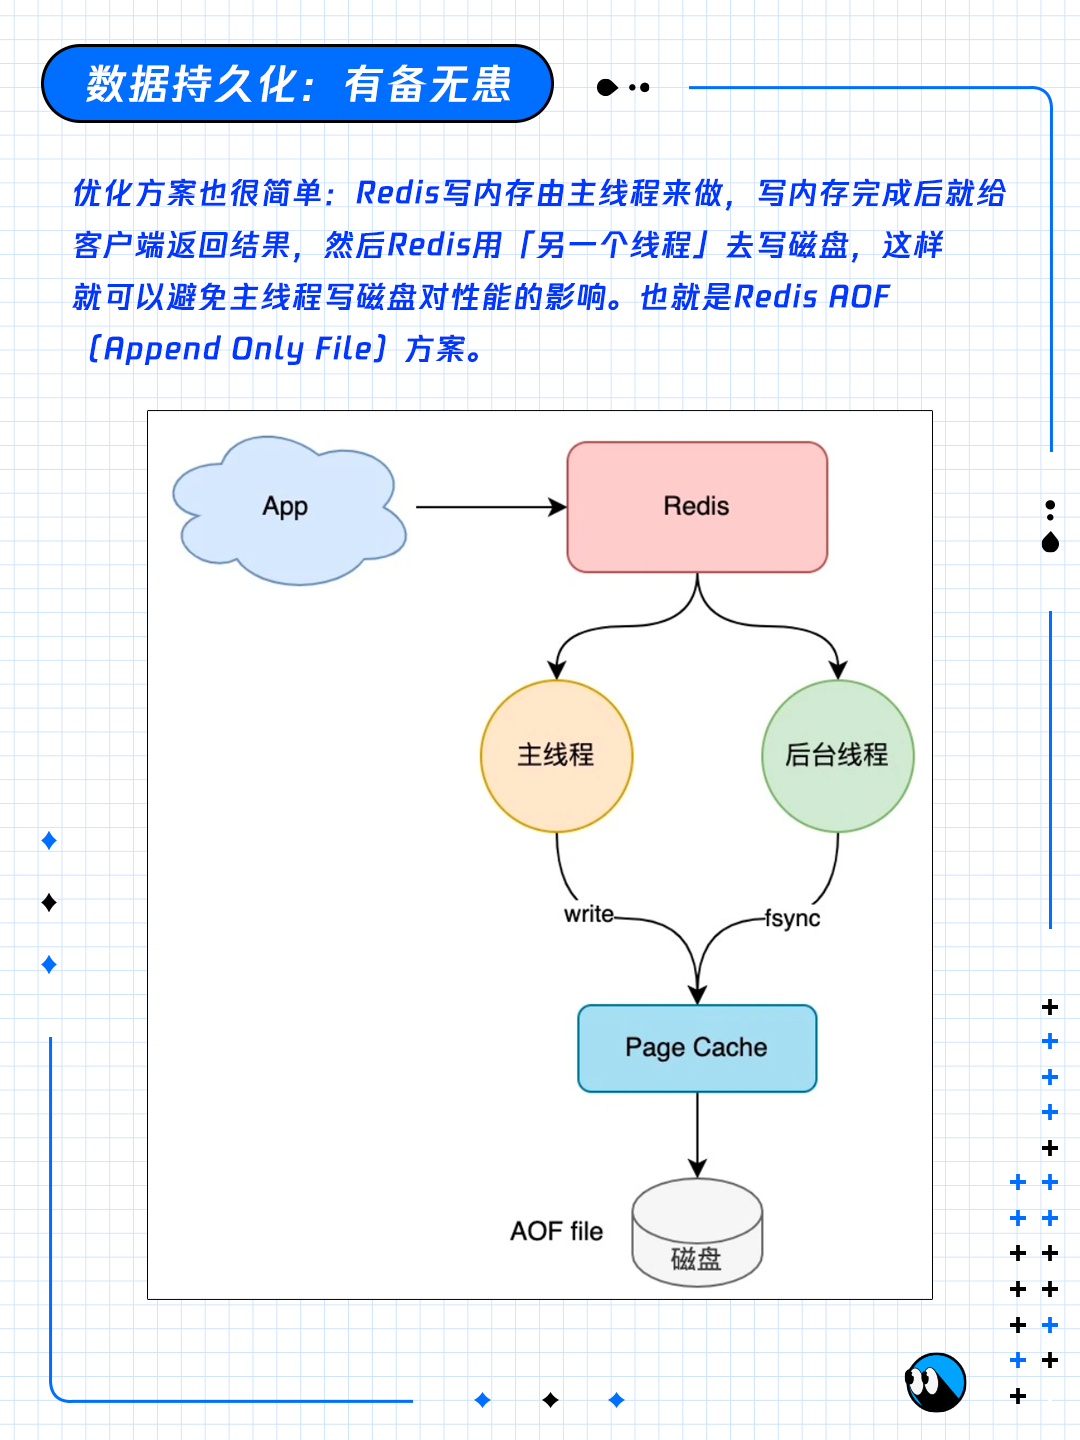 数据持久化：有备无患
优化方案也很简单：Redis写内存由主线程来做，写内存完成后就给
客户端返回结果，然后Redis用「另一个线程」去写磁盘，这样
就可以避免主线程写磁盘对性能的影响。也就是Redis AOF
（Append Only File）方案。
App
Redis
主线程
后台线程
write
fsync
Page Cache
AOF file
磁盘